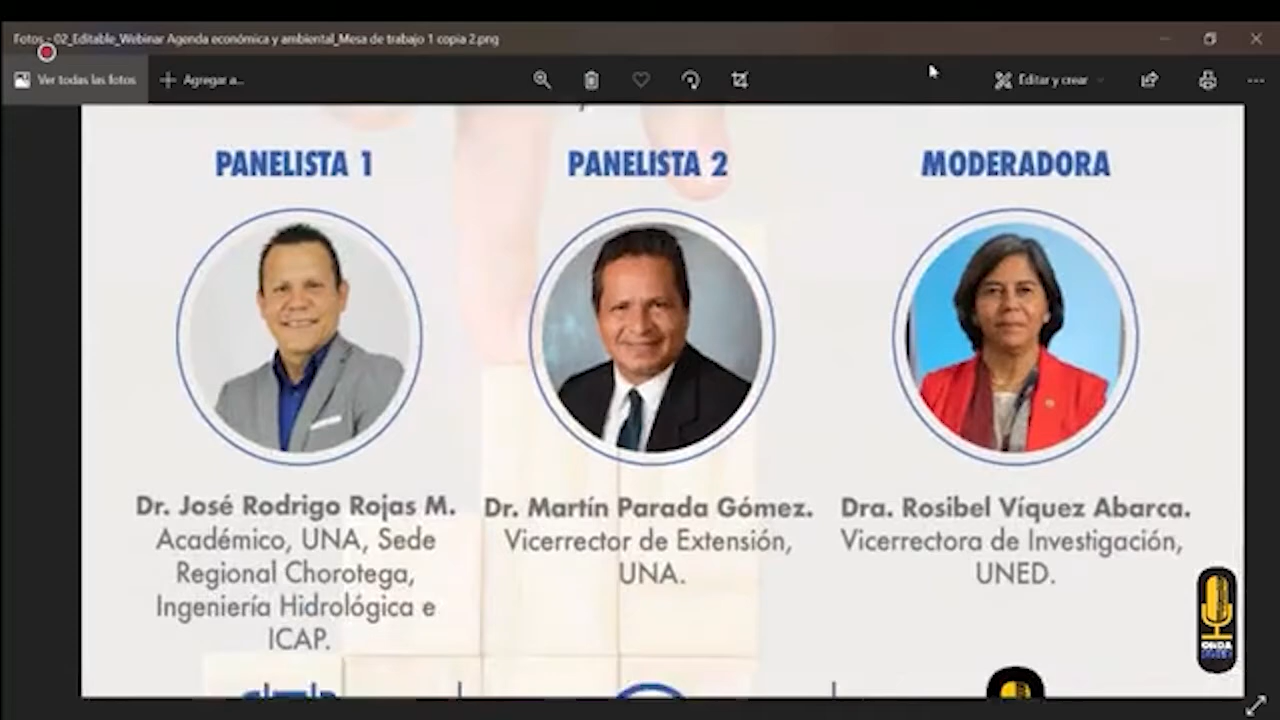 Fotos - 02_Editable_Webinar Agenda económica y ambiental_Mesa de trabajo 1 copia 2.png
Ver todas las fotos
Agregar a...
Editar y crear
PANELISTA 1
PANELISTA 2
MODERADORA
Dr. José Rodrigo Rojas M.
Académico, UNA, Sede
Regional Chorotega,
Ingeniería Hidrológica e
ICAP.
Dr. Martín Parada Gómez.
Vicerrector de Extensión,
UNA.
Dra. Rosibel Víquez Abarca.
Vicerrectora de Investigación,
UNED.
ONDA
UNED